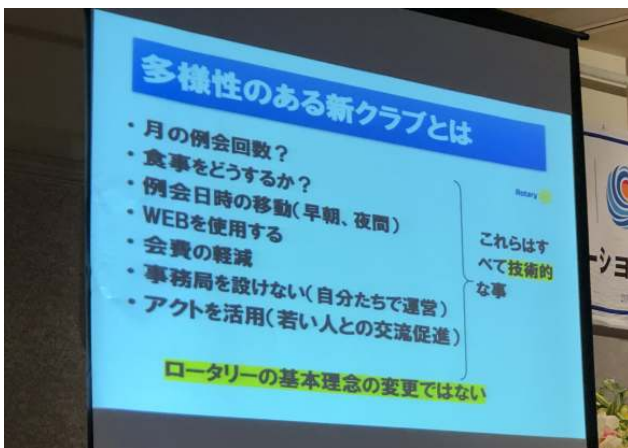 多様性のある新クラブとは
・月の例会回数?
・食事をどうするか?
・例会日時の移動(早朝、夜間)
・WEBを使用する
・会費の軽減
・事務局を設けない(自分たちで運営)
・アクトを活用(若い人との交流促進)
Rotary
これらはす
べて技術的
な事
ロータリーの基本理念の変更ではない
ーショ